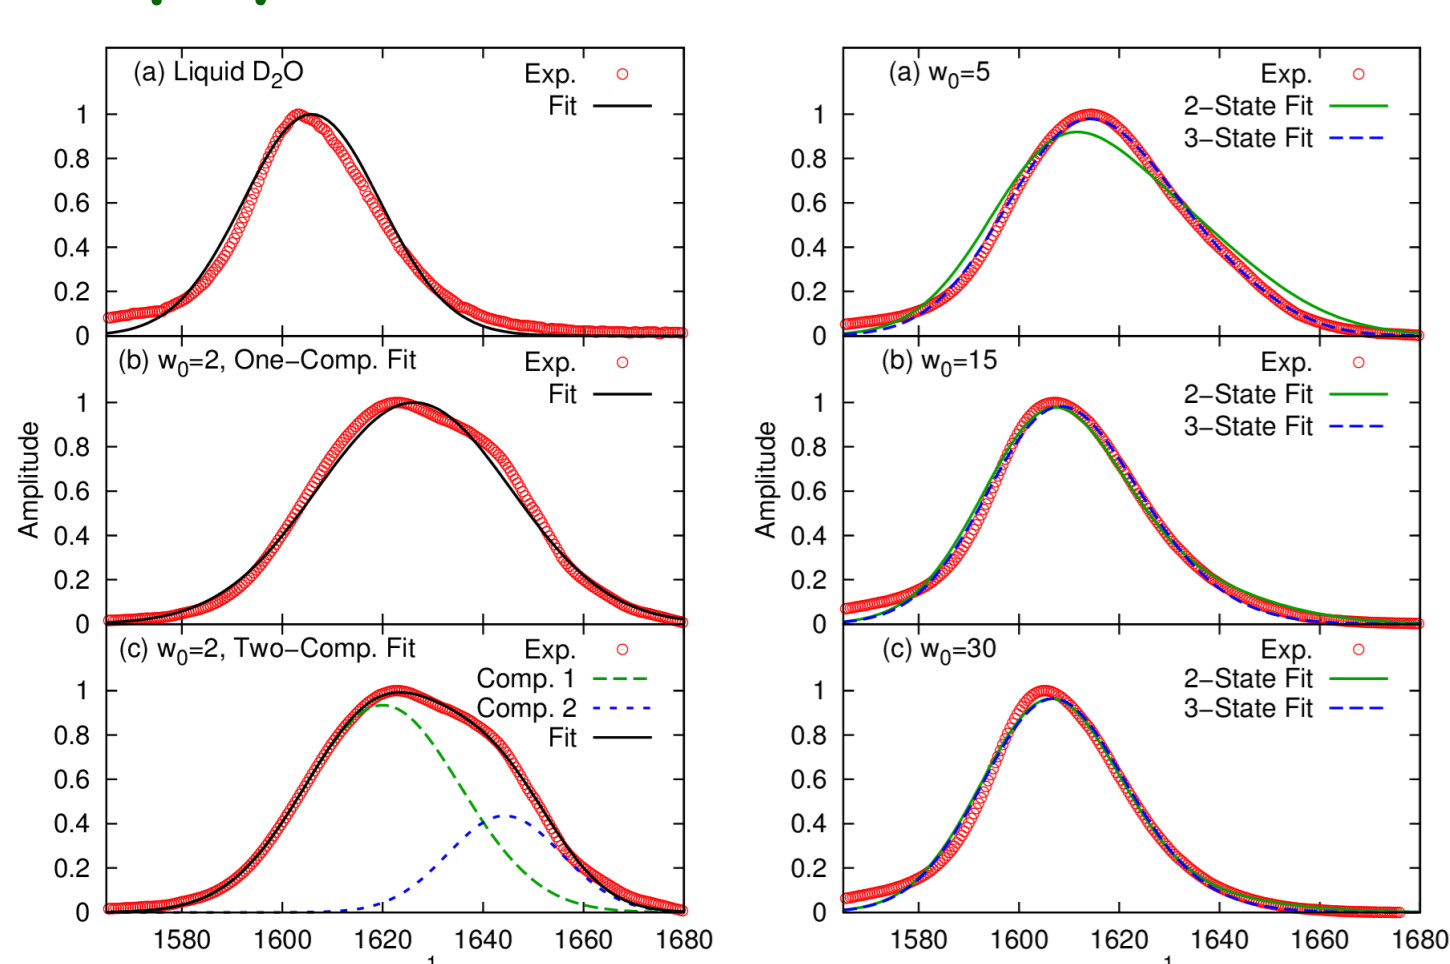 (a) Liquid D2O
Exp.
Fit
1
0.8
0.6
0.4
0.2
0
(b) w0=2, One−Comp. Fit
Exp.
Fit
1
0.8
0.6
0.4
0.2
0
Amplitude
(c) w0=2, Two−Comp. Fit
Exp.
Comp. 1
Comp. 2
Fit
1
0.8
0.6
0.4
0.2
0
1580 1600 1620 1640 1660 1680
(a) w0=5
Exp.
2−State Fit
3−State Fit
1
0.8
0.6
0.4
0.2
0
(b) w0=15
Exp.
2−State Fit
3−State Fit
1
0.8
0.6
0.4
0.2
0
Amplitude
(c) w0=30
Exp.
2−State Fit
3−State Fit
1
0.8
0.6
0.4
0.2
0
1580 1600 1620 1640 1660 1680